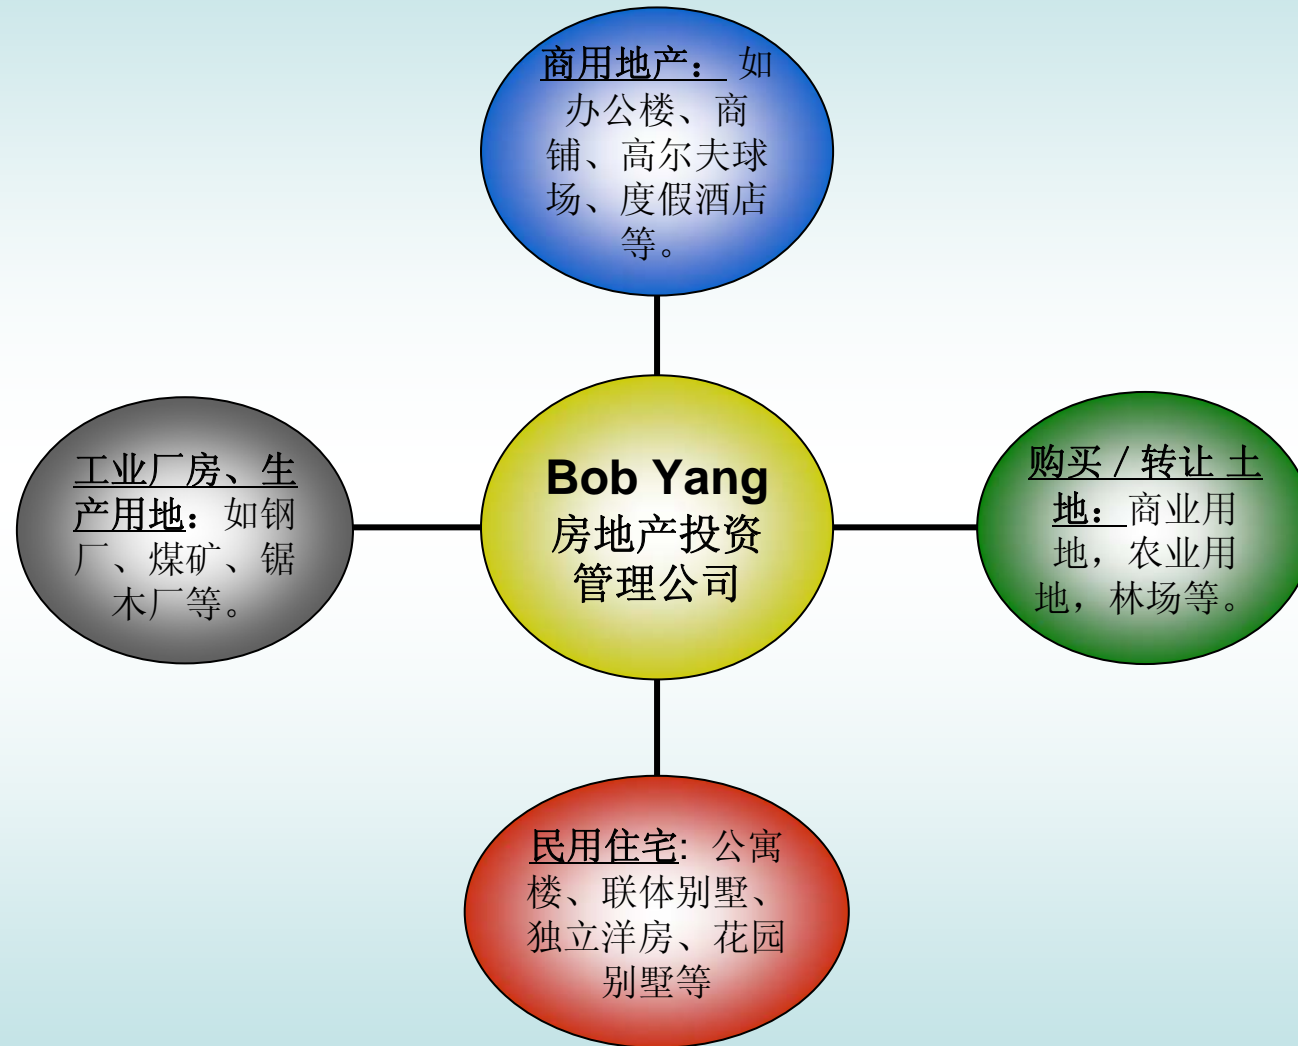 商用地产： 如
办公楼、商
铺、高尔夫球
场、度假酒店
等。
工业厂房、生
产用地：如钢
厂、煤矿、锯
木厂等。
Bob Yang
房地产投资
管理公司
购买 / 转让 土
地：商业用
地，农业用
地，林场等。
民用住宅: 公寓
楼、联体别墅、
独立洋房、花园
别墅等